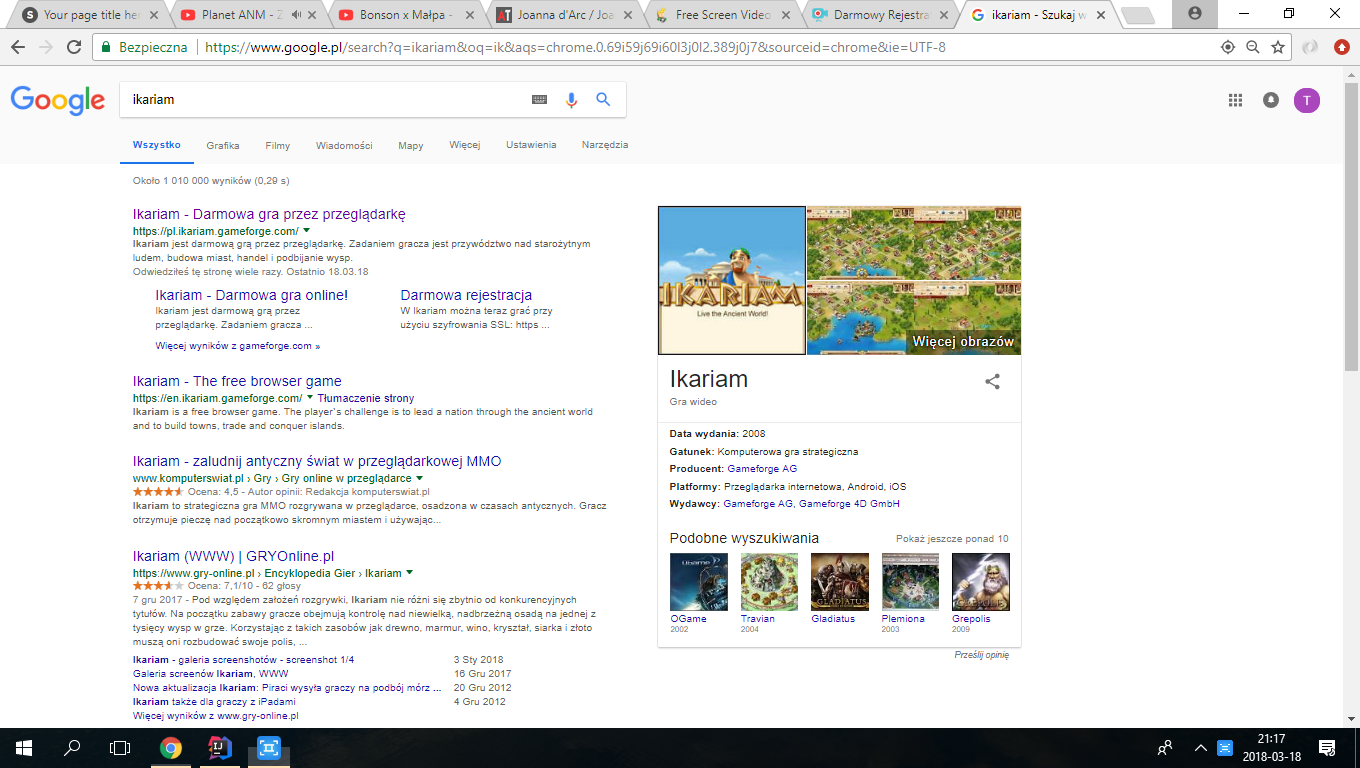 Your page title here
Planet ANM - Z
Bonson x Małpa -
Joanna d'Arc / Joa
Free Screen Video
Darmowy Rejestra
ikariam - Szukaj w
Bezpieczna
https://www.google.pl/search?q=ikariam&oq=ik&aqs=chrome.0.69i59j69i60l3j0l2.389j0j7&sourceid=chrome&ie=UTF-8
Google
ikariam
T
Wszystko
Grafika
Filmy
Wiadomości
Mapy
Więcej
Ustawienia
Narzędzia
Około 1 010 000 wyników (0,29 s)
Ikariam - Darmowa gra przez przeglądarkę
https://pl.ikariam.gameforge.com/
Ikariam jest darmową grą przez przeglądarkę. Zadaniem gracza jest przywództwo nad starożytnym
ludem, budowa miast, handel i podbijanie wysp.
Odwiedziłeś tę stronę wiele razy. Ostatnio 18.03.18
Ikariam - Darmowa gra online!
Ikariam jest darmową grą przez
przeglądarkę. Zadaniem gracza ...
Darmowa rejestracja
W Ikariam można teraz grać przy
użyciu szyfrowania SSL: https ...
Więcej wyników z gameforge.com »
Ikariam - The free browser game
https://en.ikariam.gameforge.com/ Tłumaczenie strony
Ikariam is a free browser game. The player`s challenge is to lead a nation through the ancient world
and to build towns, trade and conquer islands.
Ikariam - zaludnij antyczny świat w przeglądarkowej MMO
www.komputerswiat.pl › Gry › Gry online w przeglądarce
Ocena: 4,5 - Autor opinii: Redakcja komputerswiat.pl
Ikariam to strategiczna gra MMO rozgrywana w przeglądarce, osadzona w czasach antycznych. Gracz
otrzymuje pieczę nad początkowo skromnym miastem i używając...
Ikariam (WWW) | GRYOnline.pl
https://www.gry-online.pl › Encyklopedia Gier › Ikariam
Ocena: 7,1/10 - 62 głosy
7 gru 2017 - Pod względem założeń rozgrywki, Ikariam nie różni się zbytnio od konkurencyjnych
tytułów. Na początku zabawy gracze obejmują kontrolę nad niewielką, nadbrzeżną osadą na jednej z
tysięcy wysp w grze. Korzystając z takich zasobów jak drewno, marmur, wino, kryształ, siarka i złoto
muszą oni rozbudować swoje polis, ...
Ikariam - galeria screenshotów - screenshot 1/4 3 Sty 2018
Galeria screenów Ikariam, WWW 16 Gru 2017
Nowa aktualizacja Ikariam: Piraci wysyła graczy na podbój mórz ... 20 Gru 2012
Ikariam także dla graczy z iPadami 4 Gru 2012
Więcej wyników z www.gry-online.pl
IKARIAM
Live the Ancient World!
Więcej obrazów
Ikariam
Gra wideo
Data wydania: 2008
Gatunek: Komputerowa gra strategiczna
Producent: Gameforge AG
Platformy: Przeglądarka internetowa, Android, iOS
Wydawcy: Gameforge AG, Gameforge 4D GmbH
Podobne wyszukiwania
Pokaż jeszcze ponad 10
OGame
2002
Travian
2004
GLADIATUS
Gladiatus
Plemiona
2003
GREPOLIS
Grepolis
2009
Prześlij opinię
21:17
2018-03-18